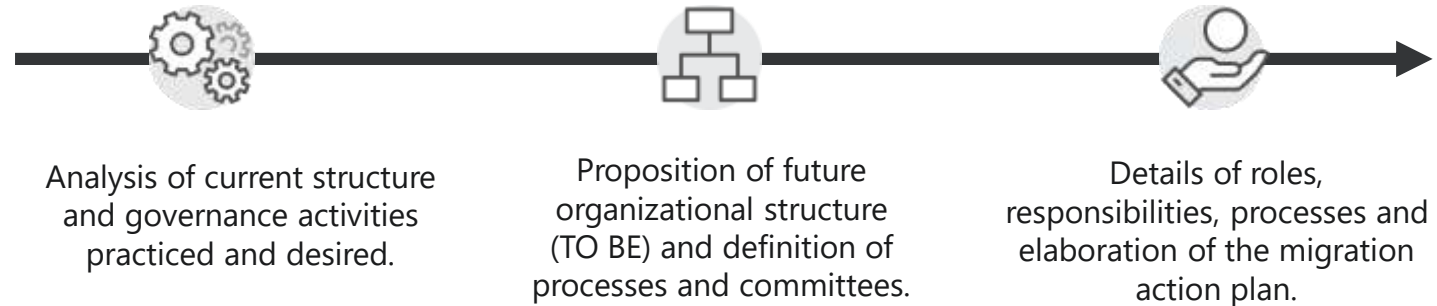 Analysis of current structure
and governance activities
practiced and desired.
Proposition of future
organizational structure
(TO BE) and definition of
processes and committees.
Details of roles,
responsibilities, processes and
elaboration of the migration
action plan.